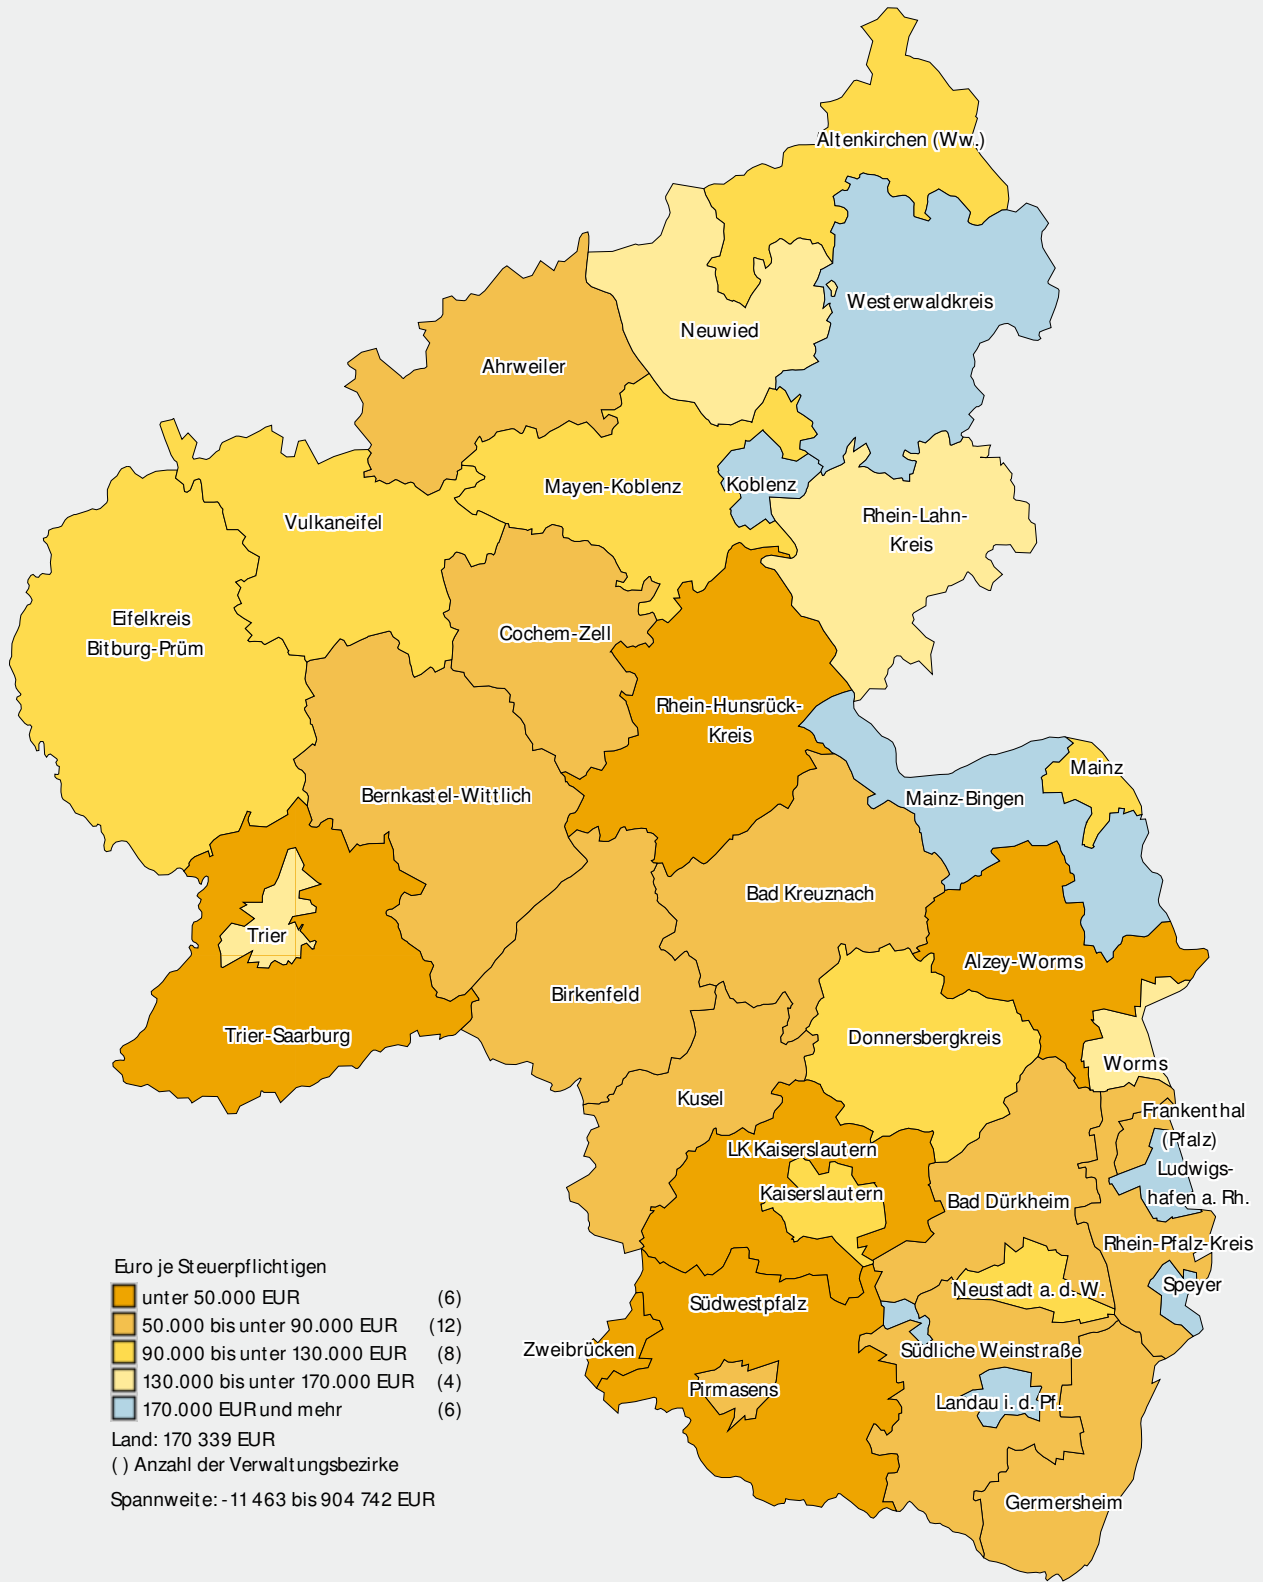 Altenkirchen (Ww.)
Westerwaldkreis
Neuwied
Ahrweiler
Mayen-Koblenz
Koblenz
Rhein-Lahn-
Kreis
Vulkaneifel
Eifelkreis
Bitburg-Prüm
Cochem-Zell
Rhein-Hunsrück-
Kreis
Mainz
Mainz-Bingen
Bernkastel-Wittlich
Bad Kreuznach
Trier
Alzey-Worms
Birkenfeld
Trier-Saarburg
Donnersbergkreis
Worms
Kusel
Frankenthal
(Pfalz)
LK Kaiserslautern
Ludwigs-
hafen a. Rh.
Kaiserslautern
Bad Dürkheim
Rhein-Pfalz-Kreis
Speyer
Neustadt a. d. W.
Südwestpfalz
Zweibrücken
Südliche Weinstraße
Pirmasens
Landau i. d. Pf.
Germersheim
Euro je Steuerpflichtigen
unter 50.000 EUR (6)
50.000 bis unter 90.000 EUR (12)
90.000 bis unter 130.000 EUR (8)
130.000 bis unter 170.000 EUR (4)
170.000 EUR und mehr (6)
Land: 170 339 EUR
( ) Anzahl der Verwaltungsbezirke
Spannweite: -11 463 bis 904 742 EUR